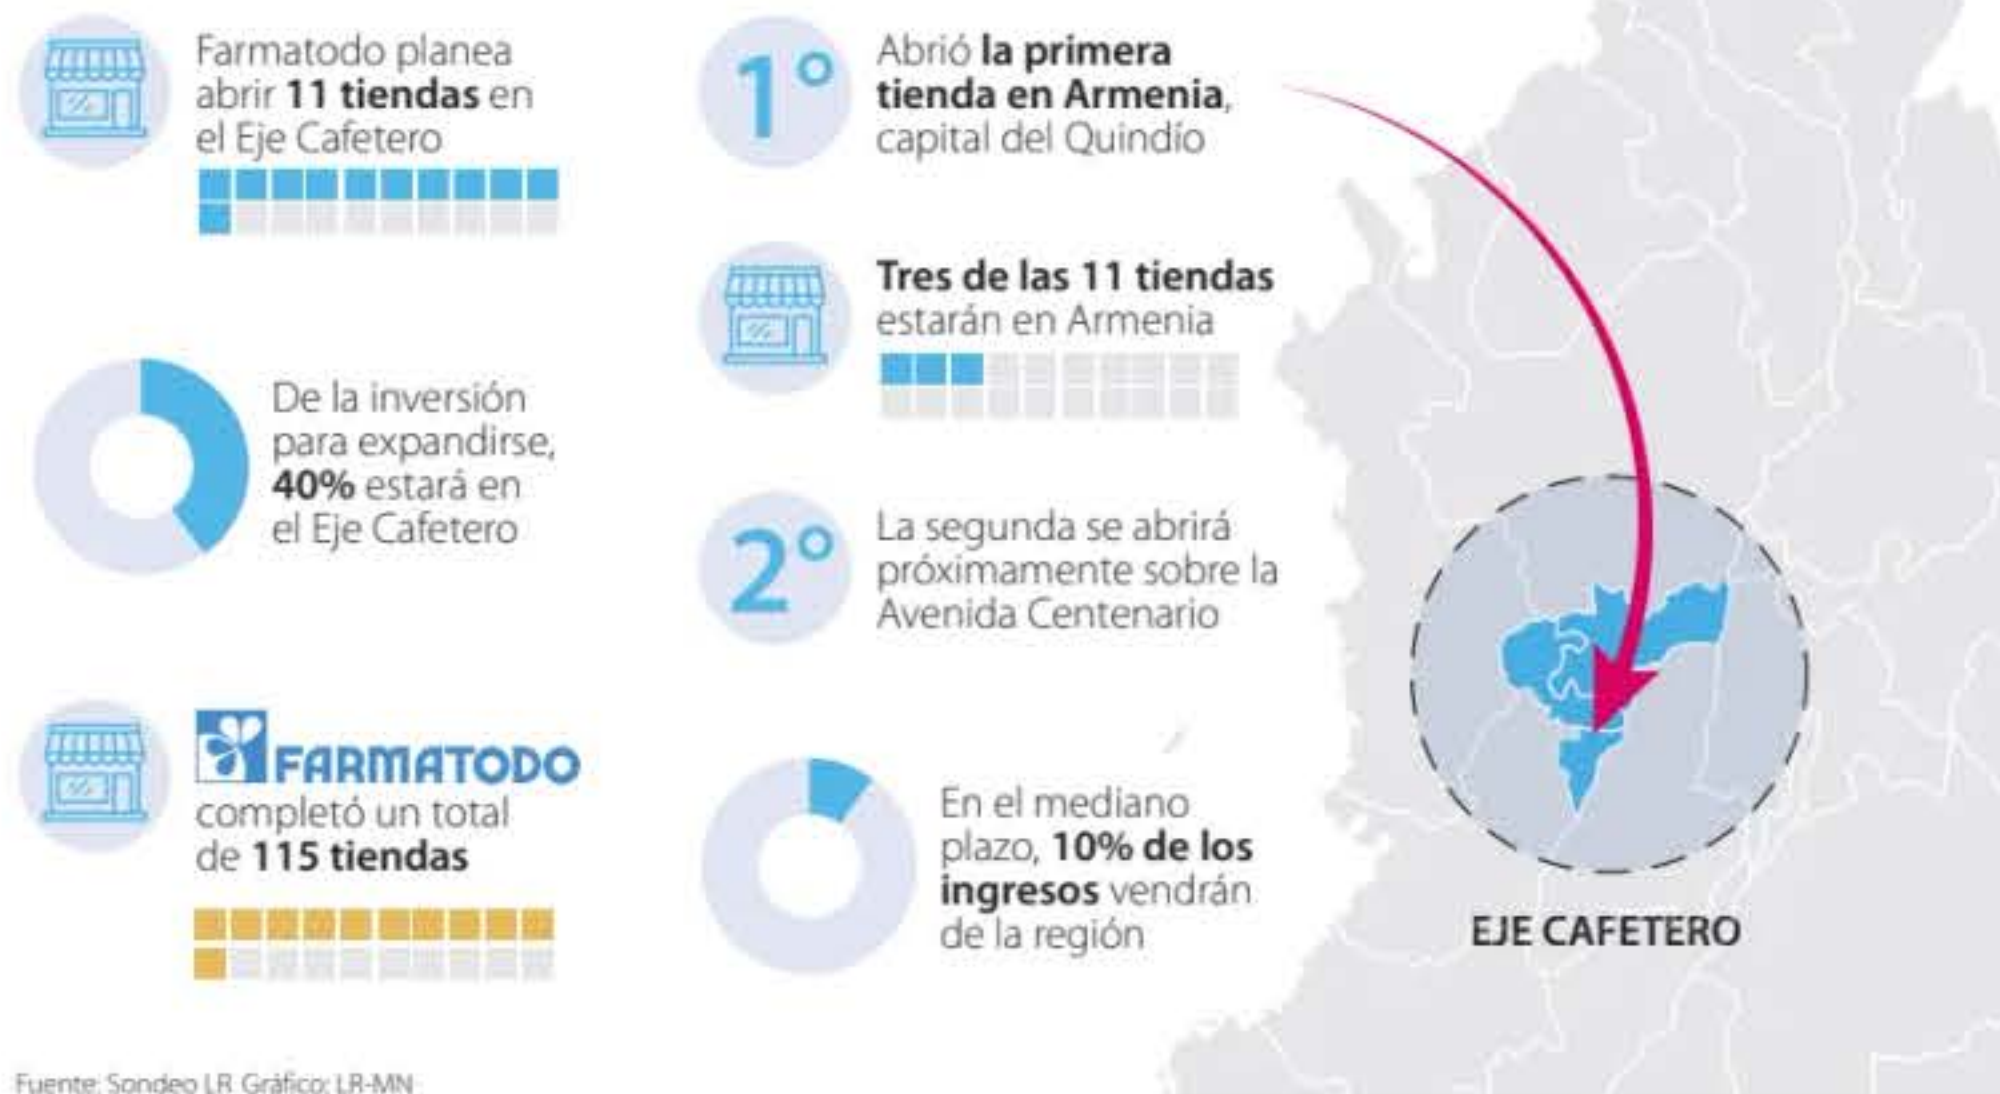 Farmatodo planea
abrir 11 tiendas en
el Eje Cafetero
De la inversión
para expandirse,
40% estará en
el Eje Cafetero
FARMATODO
completó un total
de 115 tiendas
1°
Abrió la primera
tienda en Armenia,
capital del Quindío
Tres de las 11 tiendas
estarán en Armenia
2°
La segunda se abrirá
próximamente sobre la
Avenida Centenario
En el mediano
plazo, 10% de los
ingresos vendrán
de la región
EJE CAFETERO
Fuente: Sondeo LR Gráfico: LR-MN